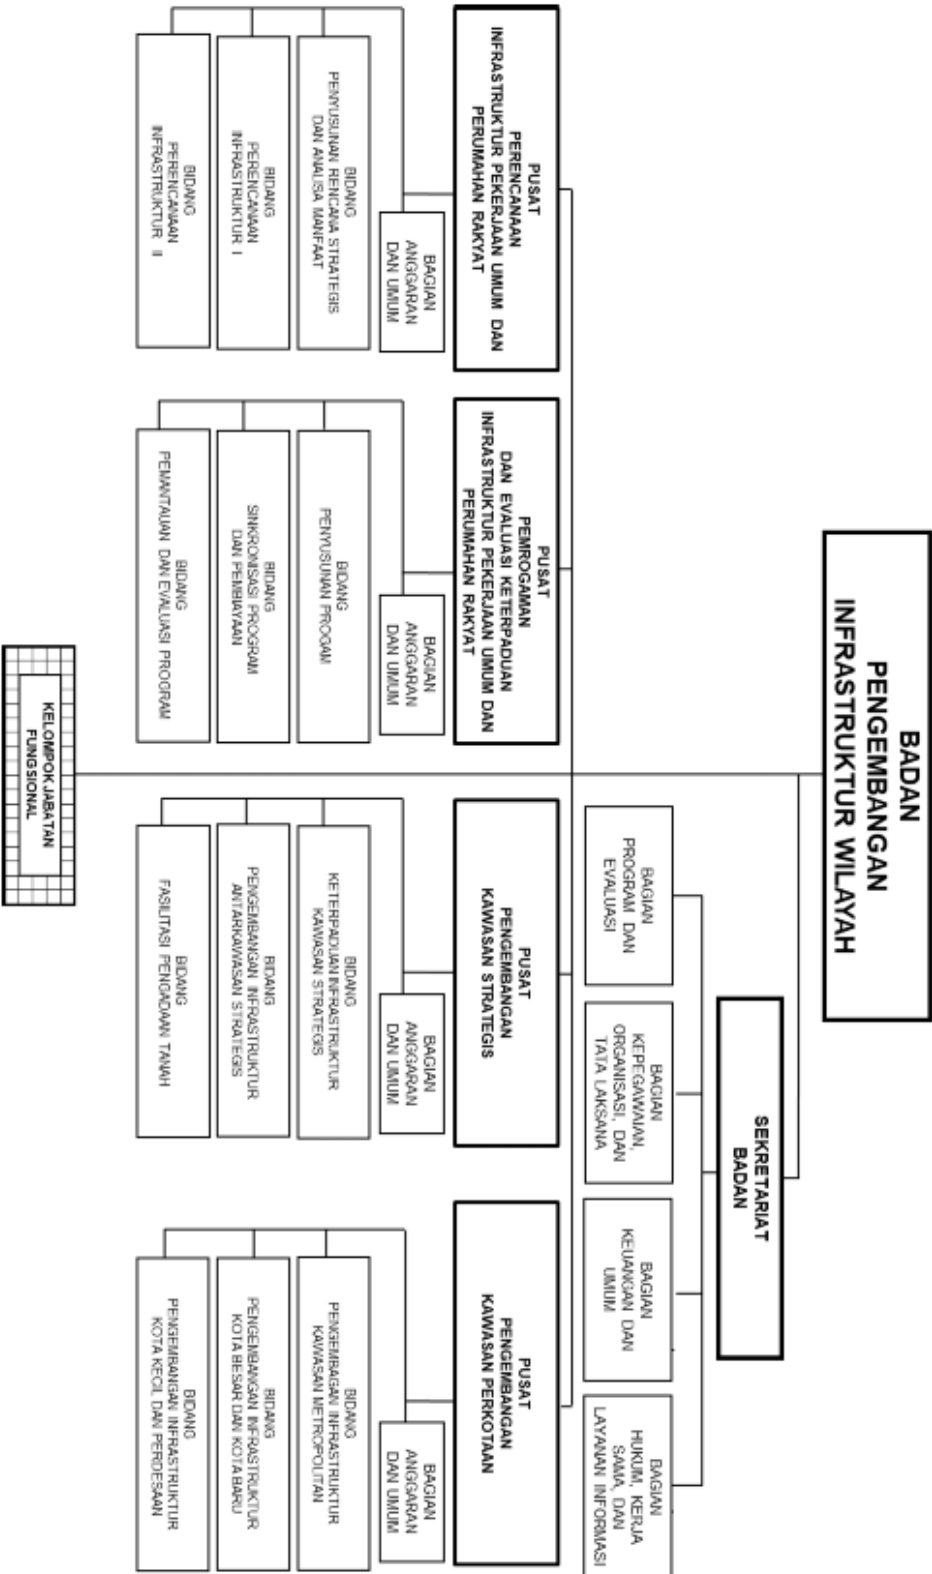 BADAN
PENGEMBANGAN
INFRASTRUKTUR WILAYAH
SEKRETARIAT
BADAN
BAGIAN
PROGRAM DAN
EVALUASI
BAGIAN
KEPEGAWAIAN,
ORGANISASI, DAN
TATA LAKSANA
BAGIAN
KEUANGAN DAN
UMUM
BAGIAN
HUKUM, KERJA
SAMA, DAN
LAYANAN INFORMASI
PUSAT
PERENCANAAN
INFRASTRUKTUR PEKERJAAN UMUM DAN
PERUMAHAN RAKYAT
BAGIAN
ANGGARAN
DAN UMUM
BIDANG
PENYUSUNAN RENCANA STRATEGIS
DAN ANALISA MANFAAT
BIDANG
PERENCANAAN
INFRASTRUKTUR I
BIDANG
PERENCANAAN
INFRASTRUKTUR II
PUSAT
PEMROGAMAN
DAN EVALUASI KETERPADUAN
INFRASTRUKTUR PEKERJAAN UMUM DAN
PERUMAHAN RAKYAT
BAGIAN
ANGGARAN
DAN UMUM
BIDANG
PENYUSUNAN PROGAM
BIDANG
SINKRONISASI PROGRAM
DAN PEMBIAYAAN
BIDANG
PEMANTAUAN DAN EVALUASI PROGRAM
PUSAT
PENGEMBANGAN
KAWASAN STRATEGIS
BAGIAN
ANGGARAN
DAN UMUM
BIDANG
KETERPADUAN INFRASTRUKTUR
KAWASAN STRATEGIS
BIDANG
PENGEMBANGAN INFRASTRUKTUR
ANTARKAWASAN STRATEGIS
BIDANG
FASILITASI PENGADAAN TANAH
PUSAT
PENGEMBANGAN
KAWASAN PERKOTAAN
BAGIAN
ANGGARAN
DAN UMUM
BIDANG
PENGEMBAGAN INFRASTRUKTUR
KAWASAN METROPOLITAN
BIDANG
PENGEMBANGAN INFRASTRUKTUR
KOTA BESAR DAN KOTA BARU
BIDANG
PENGEMBANGAN INFRASTRUKTUR
KOTA KECIL DAN PERDESAAN
KELOMPOK JABATAN
FUNGSIONAL